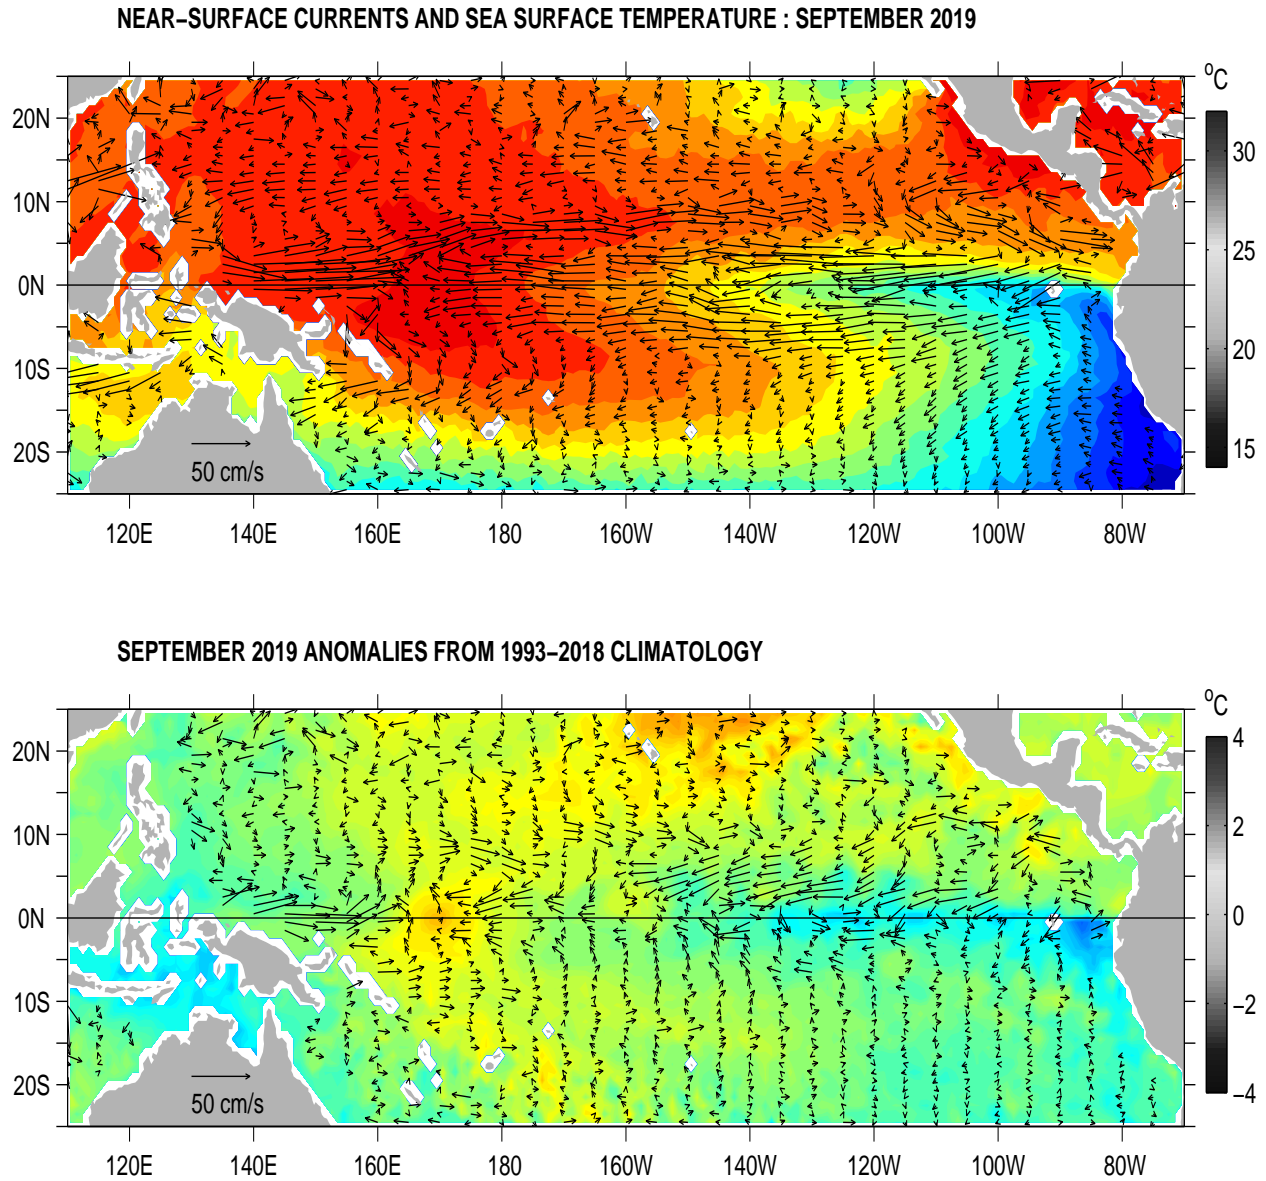 NEAR-SURFACE CURRENTS AND SEA SURFACE TEMPERATURE : SEPTEMBER 2019
oC
20N
10N
0N
10S
20S
30
25
20
15
50 cm/s
120E 140E 160E 180 160W 140W 120W 100W 80W
SEPTEMBER 2019 ANOMALIES FROM 1993-2018 CLIMATOLOGY
oC
20N
10N
0N
10S
20S
4
2
0
-2
-4
50 cm/s
120E 140E 160E 180 160W 140W 120W 100W 80W